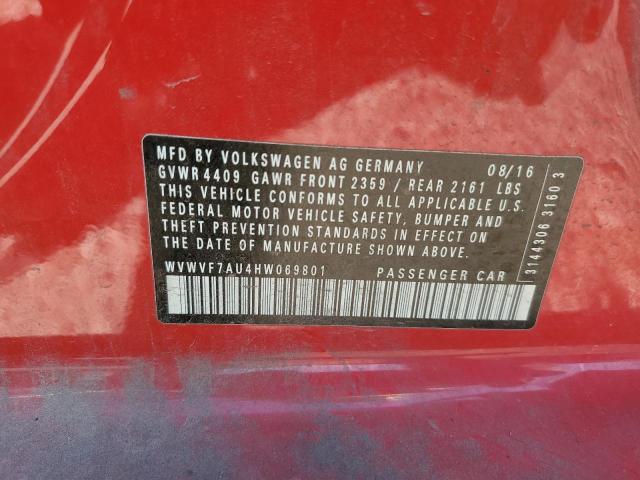 MFD BY VOLKSWAGEN AG GERMANY 08/16
GVWR 4409 GAWR FRONT 2359 / REAR 2161 LBS
THIS VEHICLE CONFORMS TO ALL APPLICABLE U.S.
FEDERAL MOTOR VEHICLE SAFETY, BUMPER AND
THEFT PREVENTION STANDARDS IN EFFECT ON
THE DATE OF MANUFACTURE SHOWN ABOVE.
WVWVF7AU4HW069801 PASSENGER CAR
3144306 3160 3